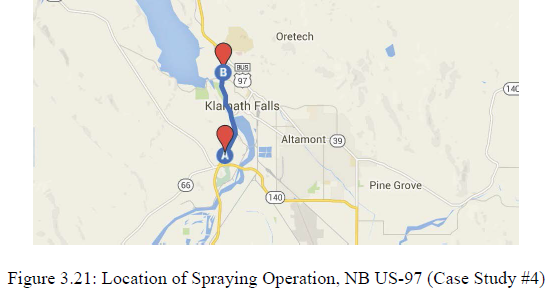 Oretech
B
BUS
97
140
Klamath Falls
Altamont
39
A
66
Pine Grove
140
Figure 3.21: Location of Spraying Operation, NB US-97 (Case Study #4)